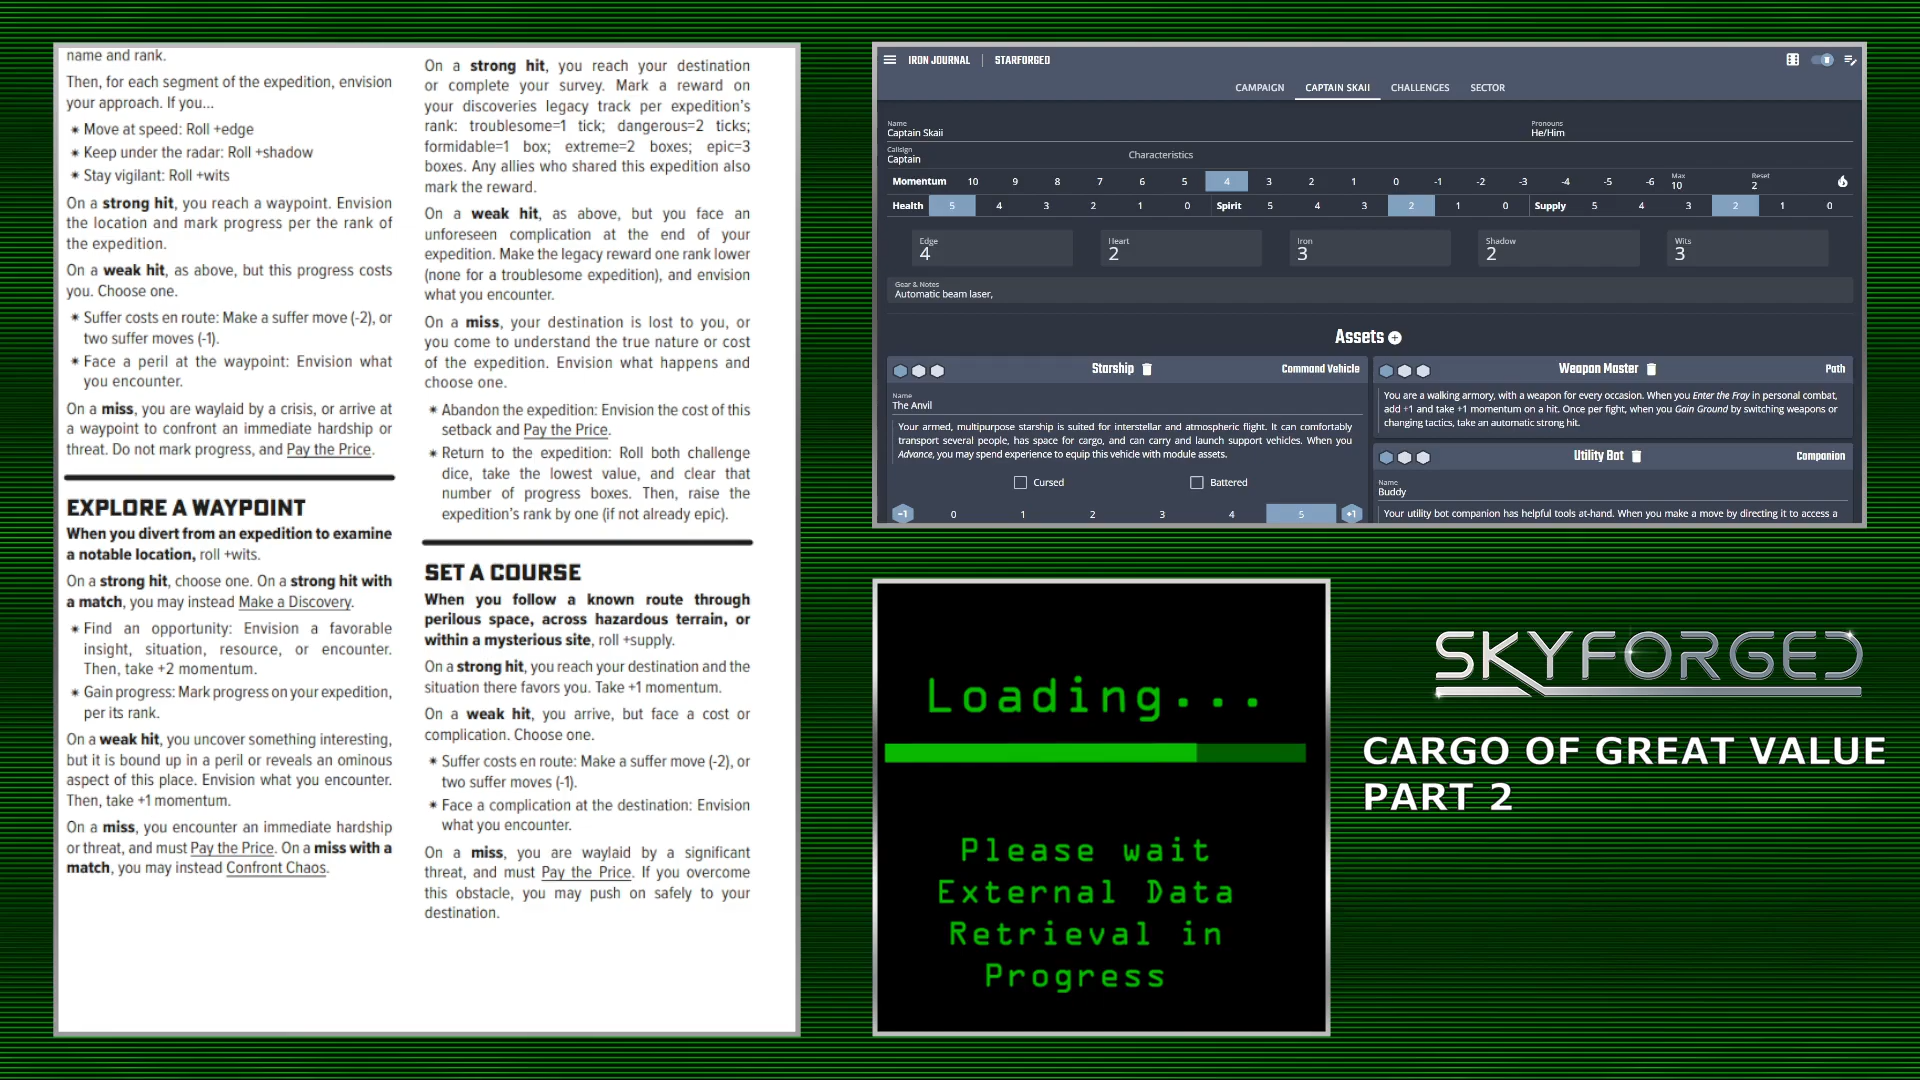 name and rank.
Then, for each segment of the expedition, envision
your approach. If you...
✴ Move at speed: Roll +edge
✴ Keep under the radar: Roll +shadow
✴ Stay vigilant: Roll +wits
On a strong hit, you reach a waypoint. Envision
the location and mark progress per the rank of
the expedition.
On a weak hit, as above, but this progress costs
you. Choose one.
✴ Suffer costs en route: Make a suffer move (-2), or
two suffer moves (-1).
✴ Face a peril at the waypoint: Envision what
you encounter.
On a miss, you are waylaid by a crisis, or arrive at
a waypoint to confront an immediate hardship or
threat. Do not mark progress, and Pay the Price.
EXPLORE A WAYPOINT
When you divert from an expedition to examine
a notable location, roll +wits.
On a strong hit, choose one. On a strong hit with
a match, you may instead Make a Discovery.
✴ Find an opportunity: Envision a favorable
insight, situation, resource, or encounter.
Then, take +2 momentum.
✴ Gain progress: Mark progress on your expedition,
per its rank.
On a weak hit, you uncover something interesting,
but it is bound up in a peril or reveals an ominous
aspect of this place. Envision what you encounter.
Then, take +1 momentum.
On a miss, you encounter an immediate hardship
or threat, and must Pay the Price. On a miss with a
match, you may instead Confront Chaos.
On a strong hit, you reach your destination
or complete your survey. Mark a reward on
your discoveries legacy track per expedition's
rank: troublesome=1 tick; dangerous=2 ticks;
formidable=1 box; extreme=2 boxes; epic=3
boxes. Any allies who shared this expedition also
mark the reward.
On a weak hit, as above, but you face an
unforeseen complication at the end of your
expedition. Make the legacy reward one rank lower
(none for a troublesome expedition), and envision
what you encounter.
On a miss, your destination is lost to you, or
you come to understand the true nature or cost
of the expedition. Envision what happens and
choose one.
✴ Abandon the expedition: Envision the cost of this
setback and Pay the Price.
✴ Return to the expedition: Roll both challenge
dice, take the lowest value, and clear that
number of progress boxes. Then, raise the
expedition's rank by one (if not already epic).
SET A COURSE
When you follow a known route through
perilous space, across hazardous terrain, or
within a mysterious site, roll +supply.
On a strong hit, you reach your destination and the
situation there favors you. Take +1 momentum.
On a weak hit, you arrive, but face a cost or
complication. Choose one.
✴ Suffer costs en route: Make a suffer move (-2), or
two suffer moves (-1).
✴ Face a complication at the destination: Envision
what you encounter.
On a miss, you are waylaid by a significant
threat, and must Pay the Price. If you overcome
this obstacle, you may push on safely to your
destination.
IRON JOURNAL | STARFORGED
CAMPAIGN CAPTAIN SKAII CHALLENGES SECTOR
Name Pronouns
Captain Skaii He/Him
Callsign
Captain Characteristics
Momentum 10 9 8 7 6 5 4 3 2 1 0 -1 -2 -3 -4 -5 -6 Max 10 Reset 2
Health 5 4 3 2 1 0 Spirit 5 4 3 2 1 0 Supply 5 4 3 2 1 0
Edge Heart Iron Shadow Wits
4 2 3 2 3
Gear & Notes
Automatic beam laser,
Assets
Starship Command Vehicle
Name
The Anvil
Your armed, multipurpose starship is suited for interstellar and atmospheric flight. It can comfortably
transport several people, has space for cargo, and can carry and launch support vehicles. When you
Advance, you may spend experience to equip this vehicle with module assets.
Cursed Battered
-1 0 1 2 3 4 5 +1
Weapon Master Path
You are a walking armory, with a weapon for every occasion. When you Enter the Fray in personal combat,
add +1 and take +1 momentum on a hit. Once per fight, when you Gain Ground by switching weapons or
changing tactics, take an automatic strong hit.
Utility Bot Companion
Name
Buddy
Your utility bot companion has helpful tools at-hand. When you make a move by directing it to access a
Loading...
Please wait
External Data
Retrieval in
Progress
SKYFORGED
CARGO OF GREAT VALUE
PART 2